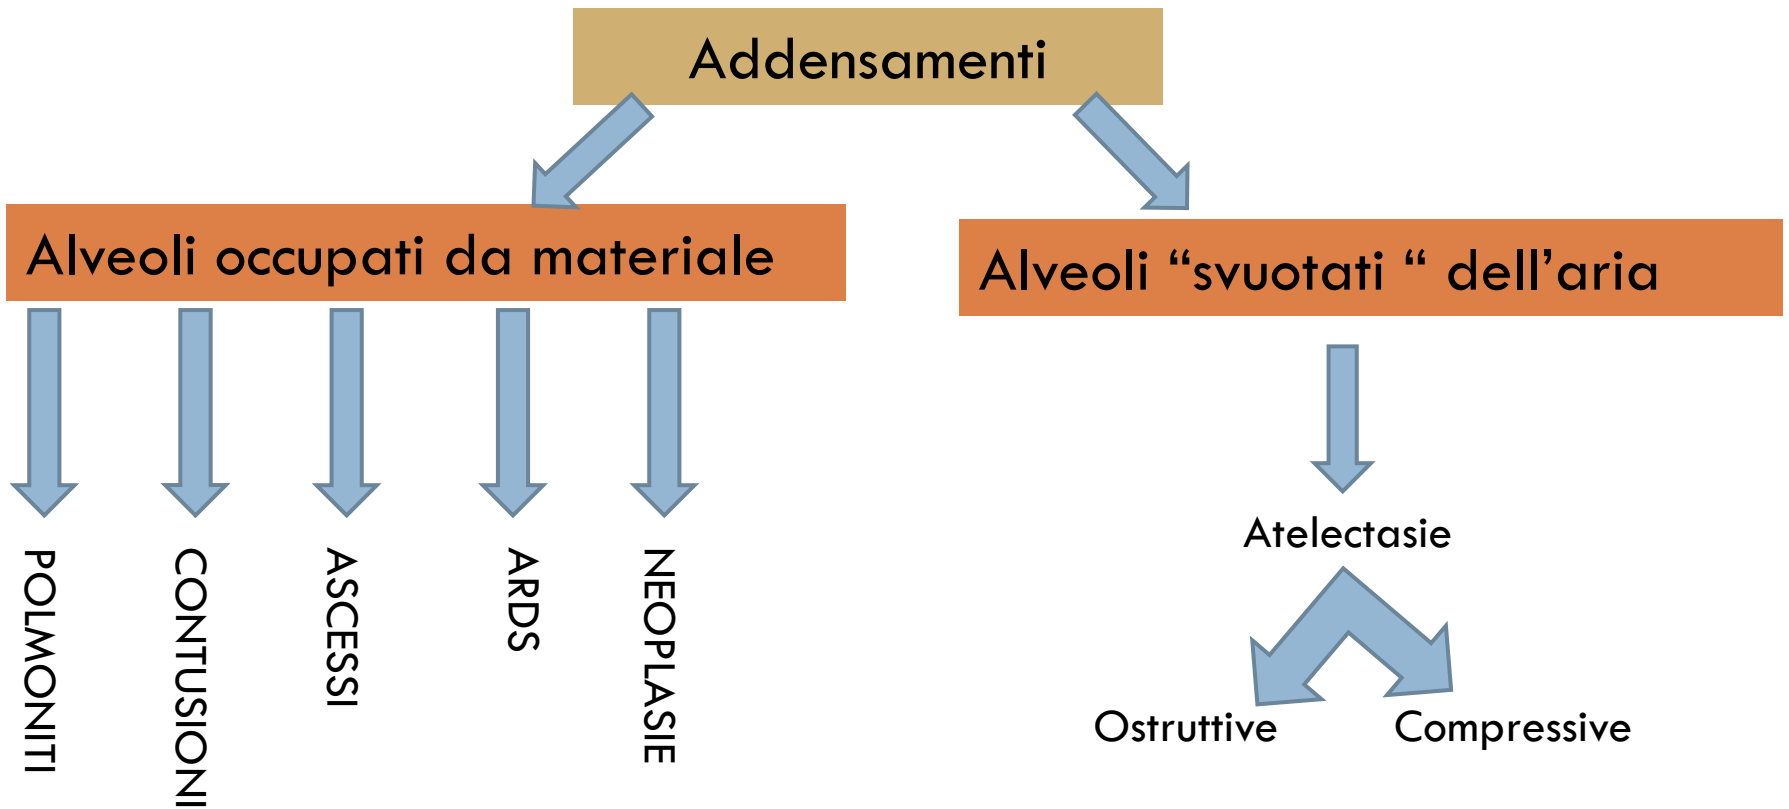 Addensamenti
Alveoli occupati da materiale
Alveoli “svuotati “ dell’aria
POLMONITI
CONTUSIONI
ASCESSI
ARDS
NEOPLASIE
Atelectasie
Ostruttive
Compressive